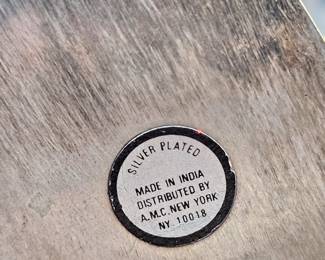 SILVER PLATED
MADE IN INDIA
DISTRIBUTED BY
A.M.C. NEW YORK
NY 10018